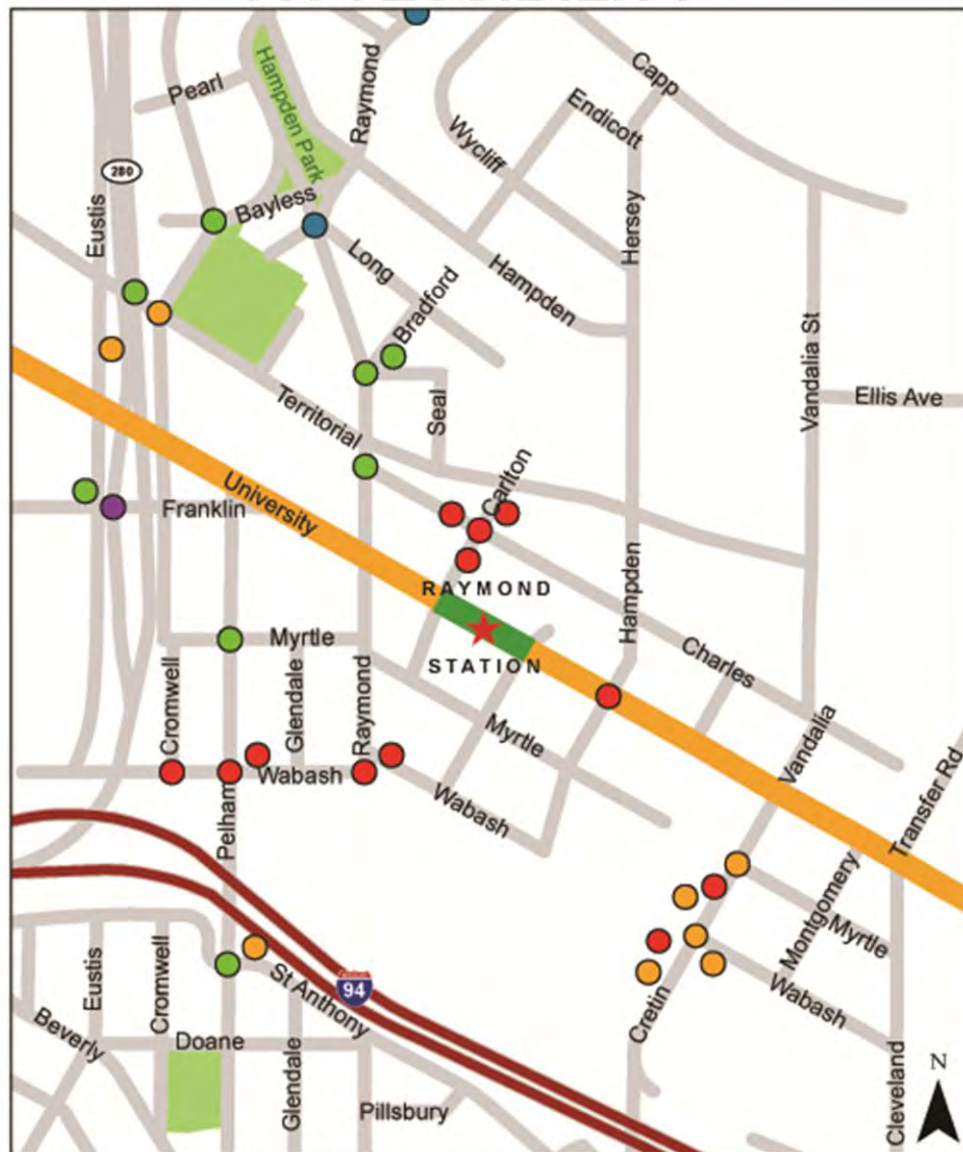 Capp
Pearl
Hampden Park
Raymond
Endicott
Wycliff
280
Eustis
Bayless
Hersey
Long
Hampden
Bradford
Vandalia St
Ellis Ave
Seal
Territorial
Carlton
University
Franklin
RAYMOND
STATION
Hampden
Myrtle
Charles
Cromwell
Glendale
Raymond
Myrtle
Vandalia
Wabash
Wabash
Transfer Rd
Pelham
Montgomery
Myrtle
Eustis
Cromwell
St Anthony
94
Wabash
Cretin
Beverly
Doane
Glendale
Pillsbury
Cleveland
N